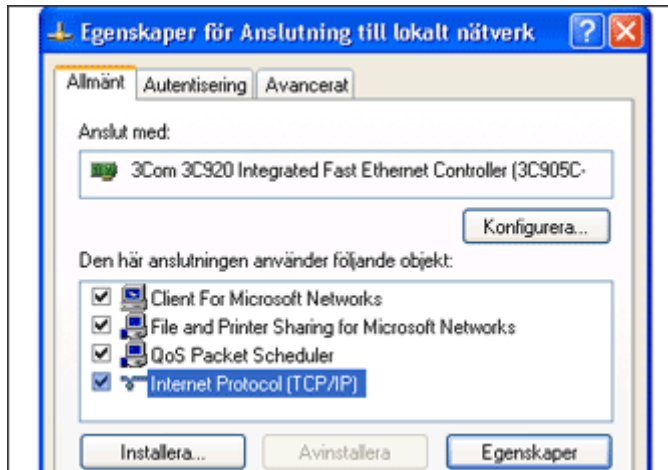 Egenskaper för Anslutning till lokalt nätverk
Allmänt Autentisering Avancerat
Anslut med:
3Com 3C920 Integrated Fast Ethernet Controller (3C905C-
Konfigurera...
Den här anslutningen använder följande objekt:
Client For Microsoft Networks
File and Printer Sharing for Microsoft Networks
QoS Packet Scheduler
Internet Protocol (TCP/IP)
Installera... Avinstallera Egenskaper